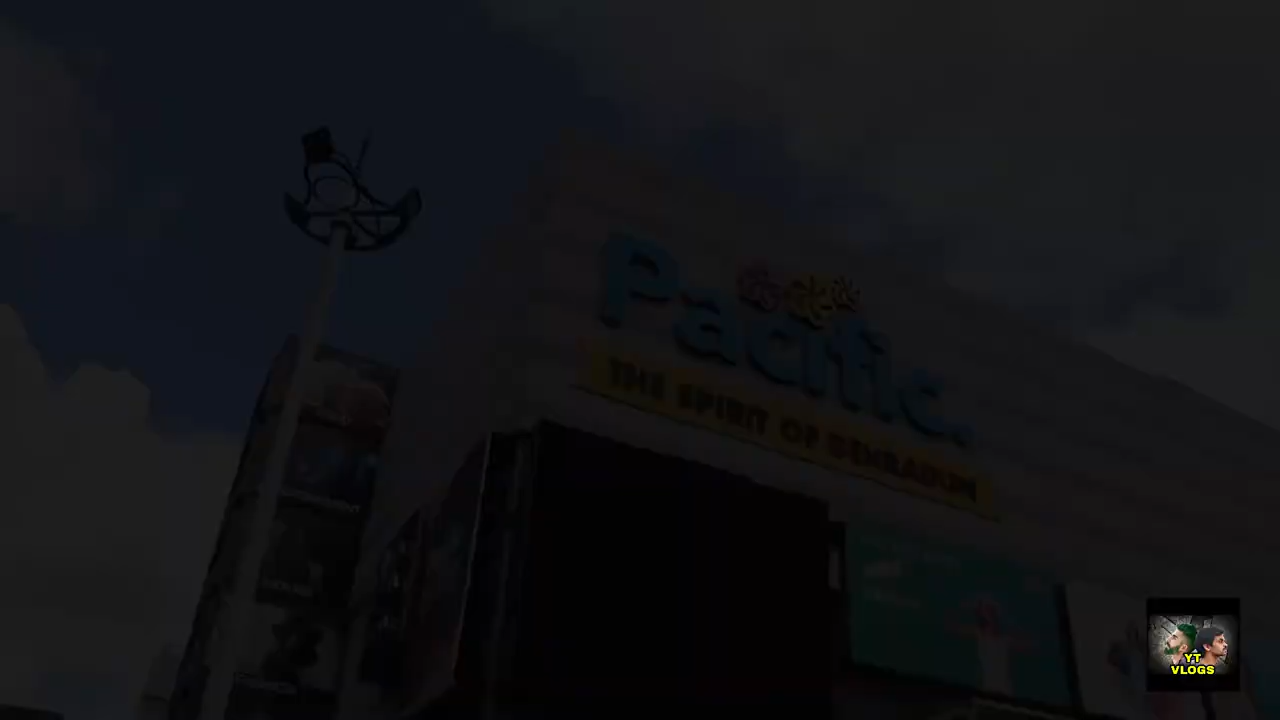 Pacific
THE SPIRIT OF DEHRADUN
YT
VLOGS